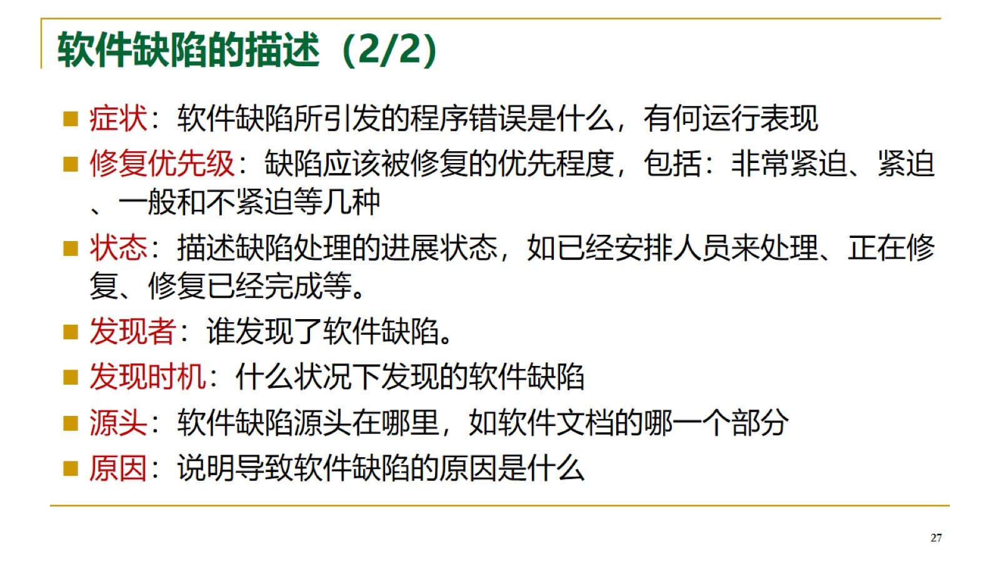 软件缺陷的描述（2/2）
症状：软件缺陷所引发的程序错误是什么，有何运行表现
修复优先级：缺陷应该被修复的优先程度，包括：非常紧迫、紧迫
、一般和不紧迫等几种
状态：描述缺陷处理的进展状态，如已经安排人员来处理、正在修
复、修复已经完成等。
发现者：谁发现了软件缺陷。
发现时机：什么状况下发现的软件缺陷
源头：软件缺陷源头在哪里，如软件文档的哪一个部分
原因：说明导致软件缺陷的原因是什么
27